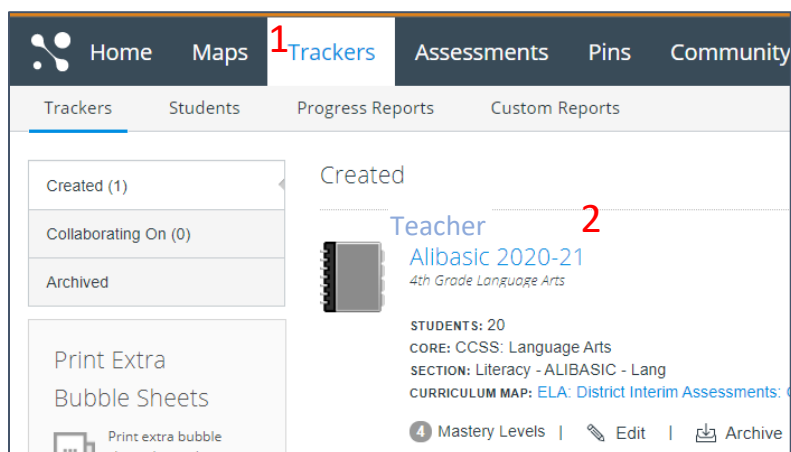 Home Maps 1 Trackers Assessments Pins Community
Trackers Students Progress Reports Custom Reports
Created (1)
Collaborating On (0)
Archived
Print Extra
Bubble Sheets
Print extra bubble
Created
Teacher 2
Alibasic 2020-21
4th Grade Language Arts
STUDENTS: 20
CORE: CCSS: Language Arts
SECTION: Literacy - ALIBASIC - Lang
CURRICULUM MAP: ELA: District Interim Assessments:
4 Mastery Levels | Edit | Archive